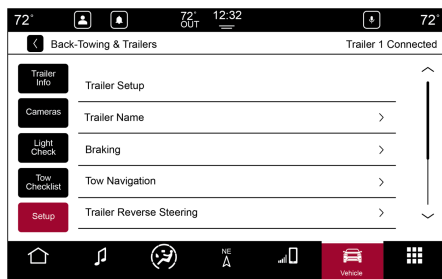 72°
72°
OUT
12:32
72°
Back-Towing & Trailers
Trailer 1 Connected
Trailer
Info
Cameras
Light
Check
Tow
Checklist
Setup
Trailer Setup
Trailer Name
Braking
Tow Navigation
Trailer Reverse Steering
NE
Vehicle